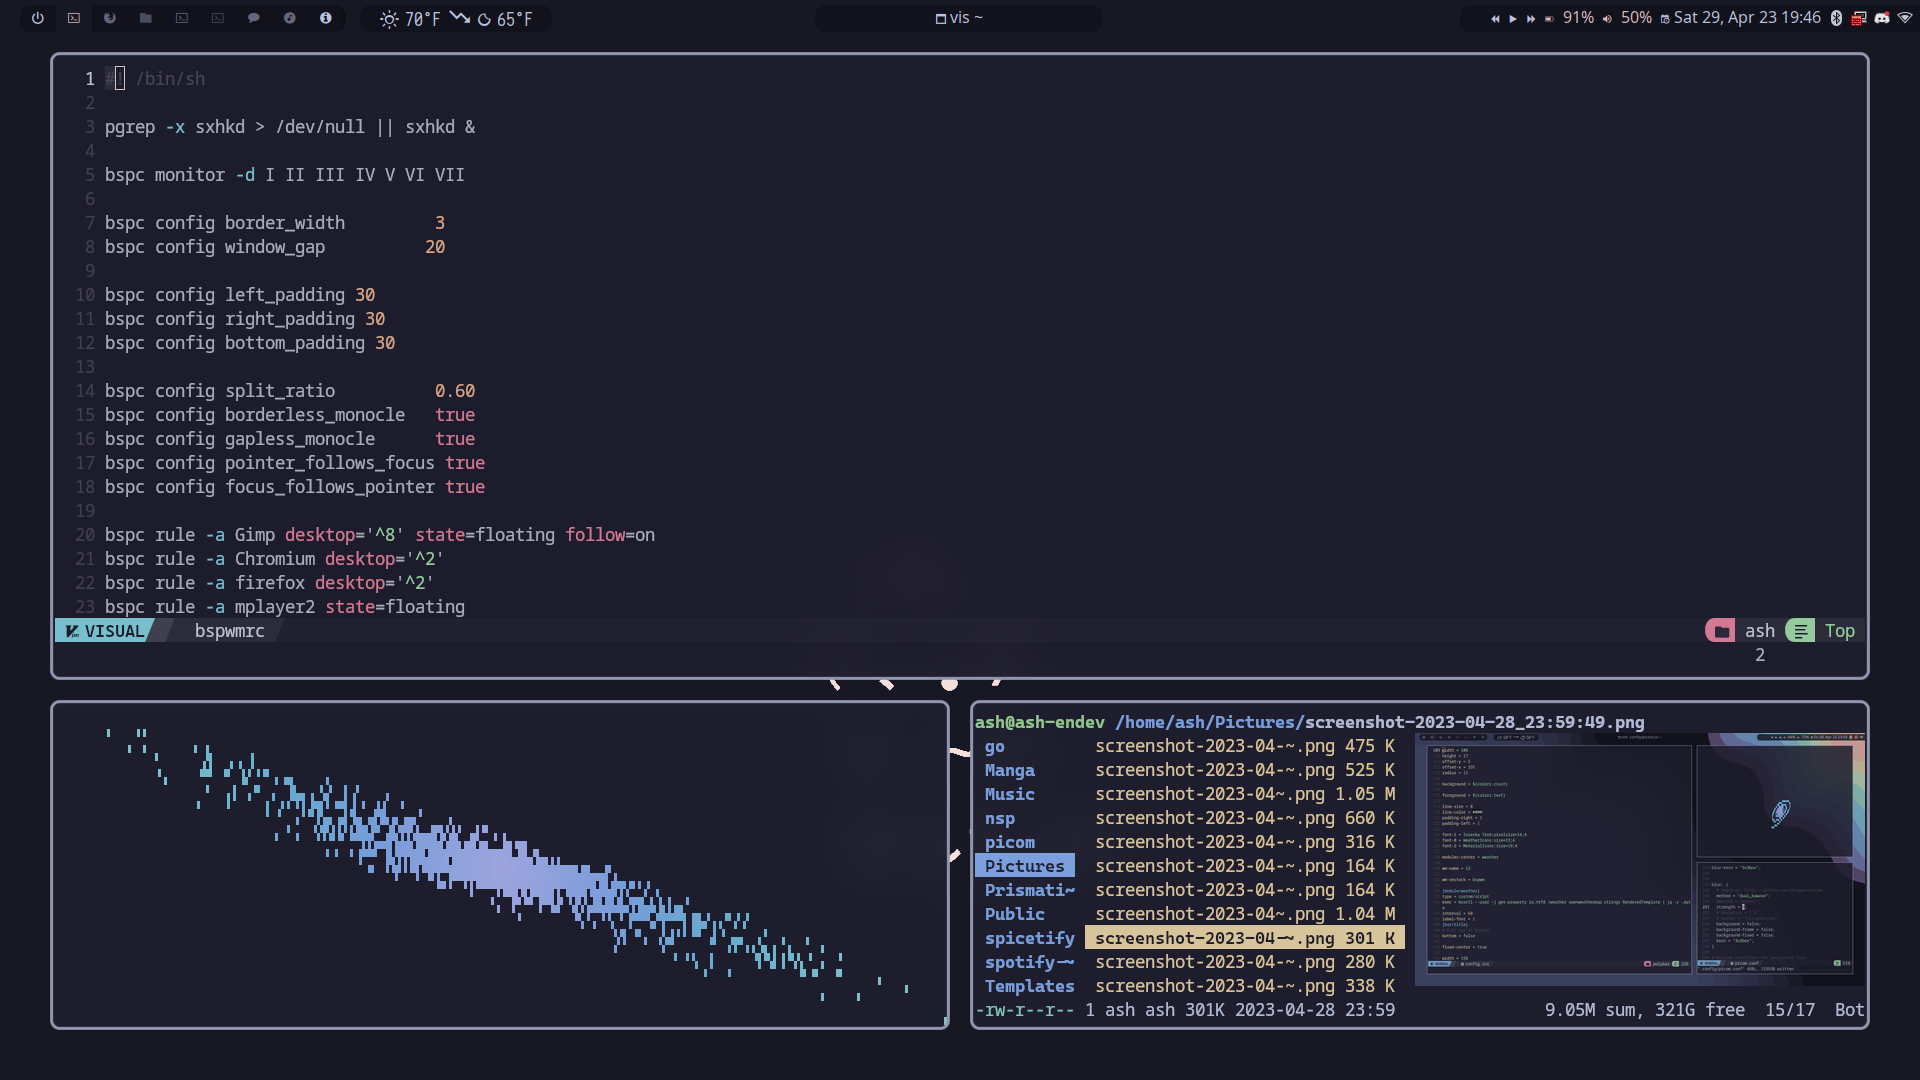 70°F 65°F
vis ~
91% 50% Sat 29, Apr 23 19:46
1 #! /bin/sh
2
3 pgrep -x sxhkd > /dev/null || sxhkd &
4
5 bspc monitor -d I II III IV V VI VII
6
7 bspc config border_width 3
8 bspc config window_gap 20
9
10 bspc config left_padding 30
11 bspc config right_padding 30
12 bspc config bottom_padding 30
13
14 bspc config split_ratio 0.60
15 bspc config borderless_monocle true
16 bspc config gapless_monocle true
17 bspc config pointer_follows_focus true
18 bspc config focus_follows_pointer true
19
20 bspc rule -a Gimp desktop='^8' state=floating follow=on
21 bspc rule -a Chromium desktop='^2'
22 bspc rule -a firefox desktop='^2'
23 bspc rule -a mplayer2 state=floating
VISUAL bspwmrc ash Top
2
ash@ash-endev /home/ash/Pictures/screenshot-2023-04-28_23:59:49.png
go screenshot-2023-04-~.png 475 K
Manga screenshot-2023-04-~.png 525 K
Music screenshot-2023-04~.png 1.05 M
nsp screenshot-2023-04-~.png 660 K
picom screenshot-2023-04-~.png 316 K
Pictures screenshot-2023-04-~.png 164 K
Prismati~ screenshot-2023-04-~.png 164 K
Public screenshot-2023-04~.png 1.04 M
spicetify screenshot-2023-04-~.png 301 K
spotify-~ screenshot-2023-04-~.png 280 K
Templates screenshot-2023-04-~.png 338 K
-rw-r--r-- 1 ash ash 301K 2023-04-28 23:59 9.05M sum, 321G free 15/17 Bot